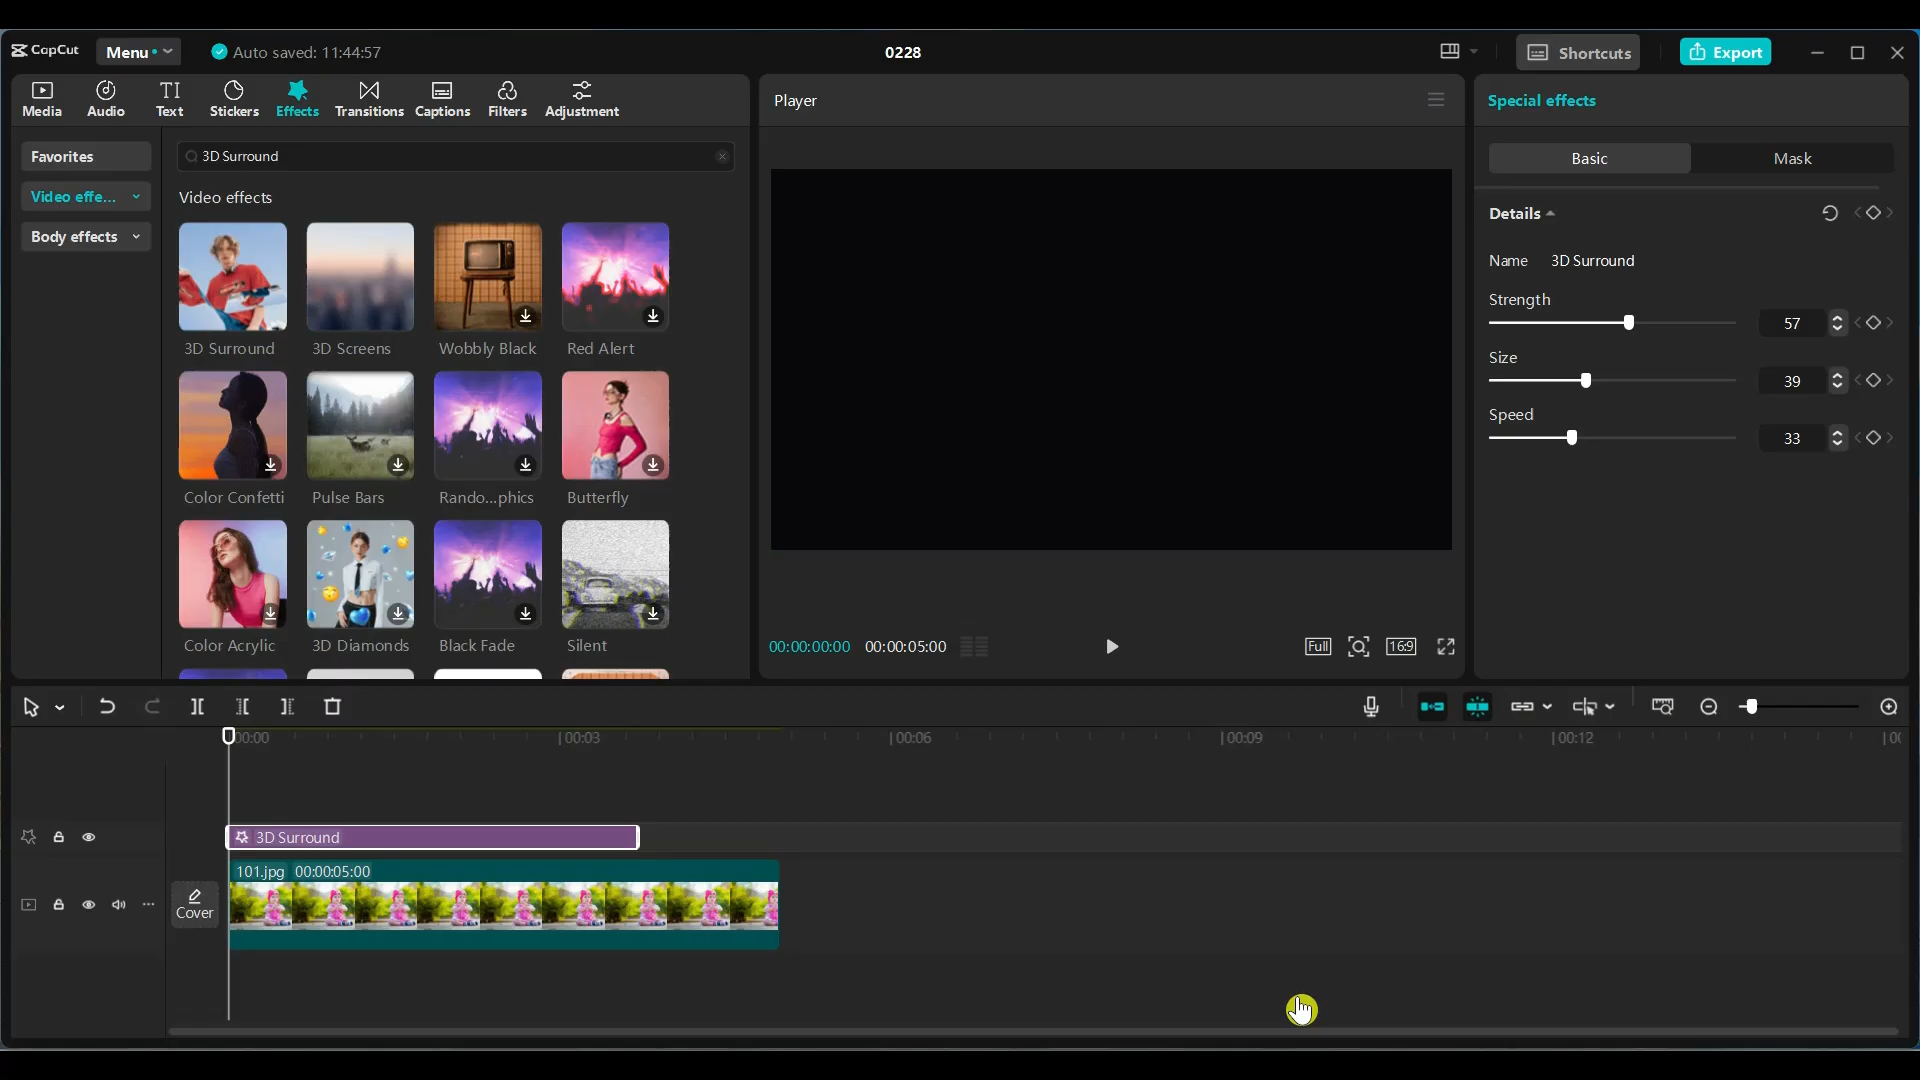 CapCut
Menu
Auto saved: 11:44:57
0228
Shortcuts
Export
Media
Audio
Text
Stickers
Effects
Transitions
Captions
Filters
Adjustment
Favorites
Video effe...
Body effects
3D Surround
Video effects
3D Surround
3D Screens
Wobbly Black
Red Alert
Color Confetti
Pulse Bars
Rando...phics
Butterfly
Color Acrylic
3D Diamonds
Black Fade
Silent
Player
00:00:00:00
00:00:05:00
Full
16:9
Special effects
Basic
Mask
Details
Name
3D Surround
Strength
57
Size
39
Speed
33
00:00
00:03
00:06
00:09
00:12
3D Surround
101.jpg 00:00:05:00
Cover